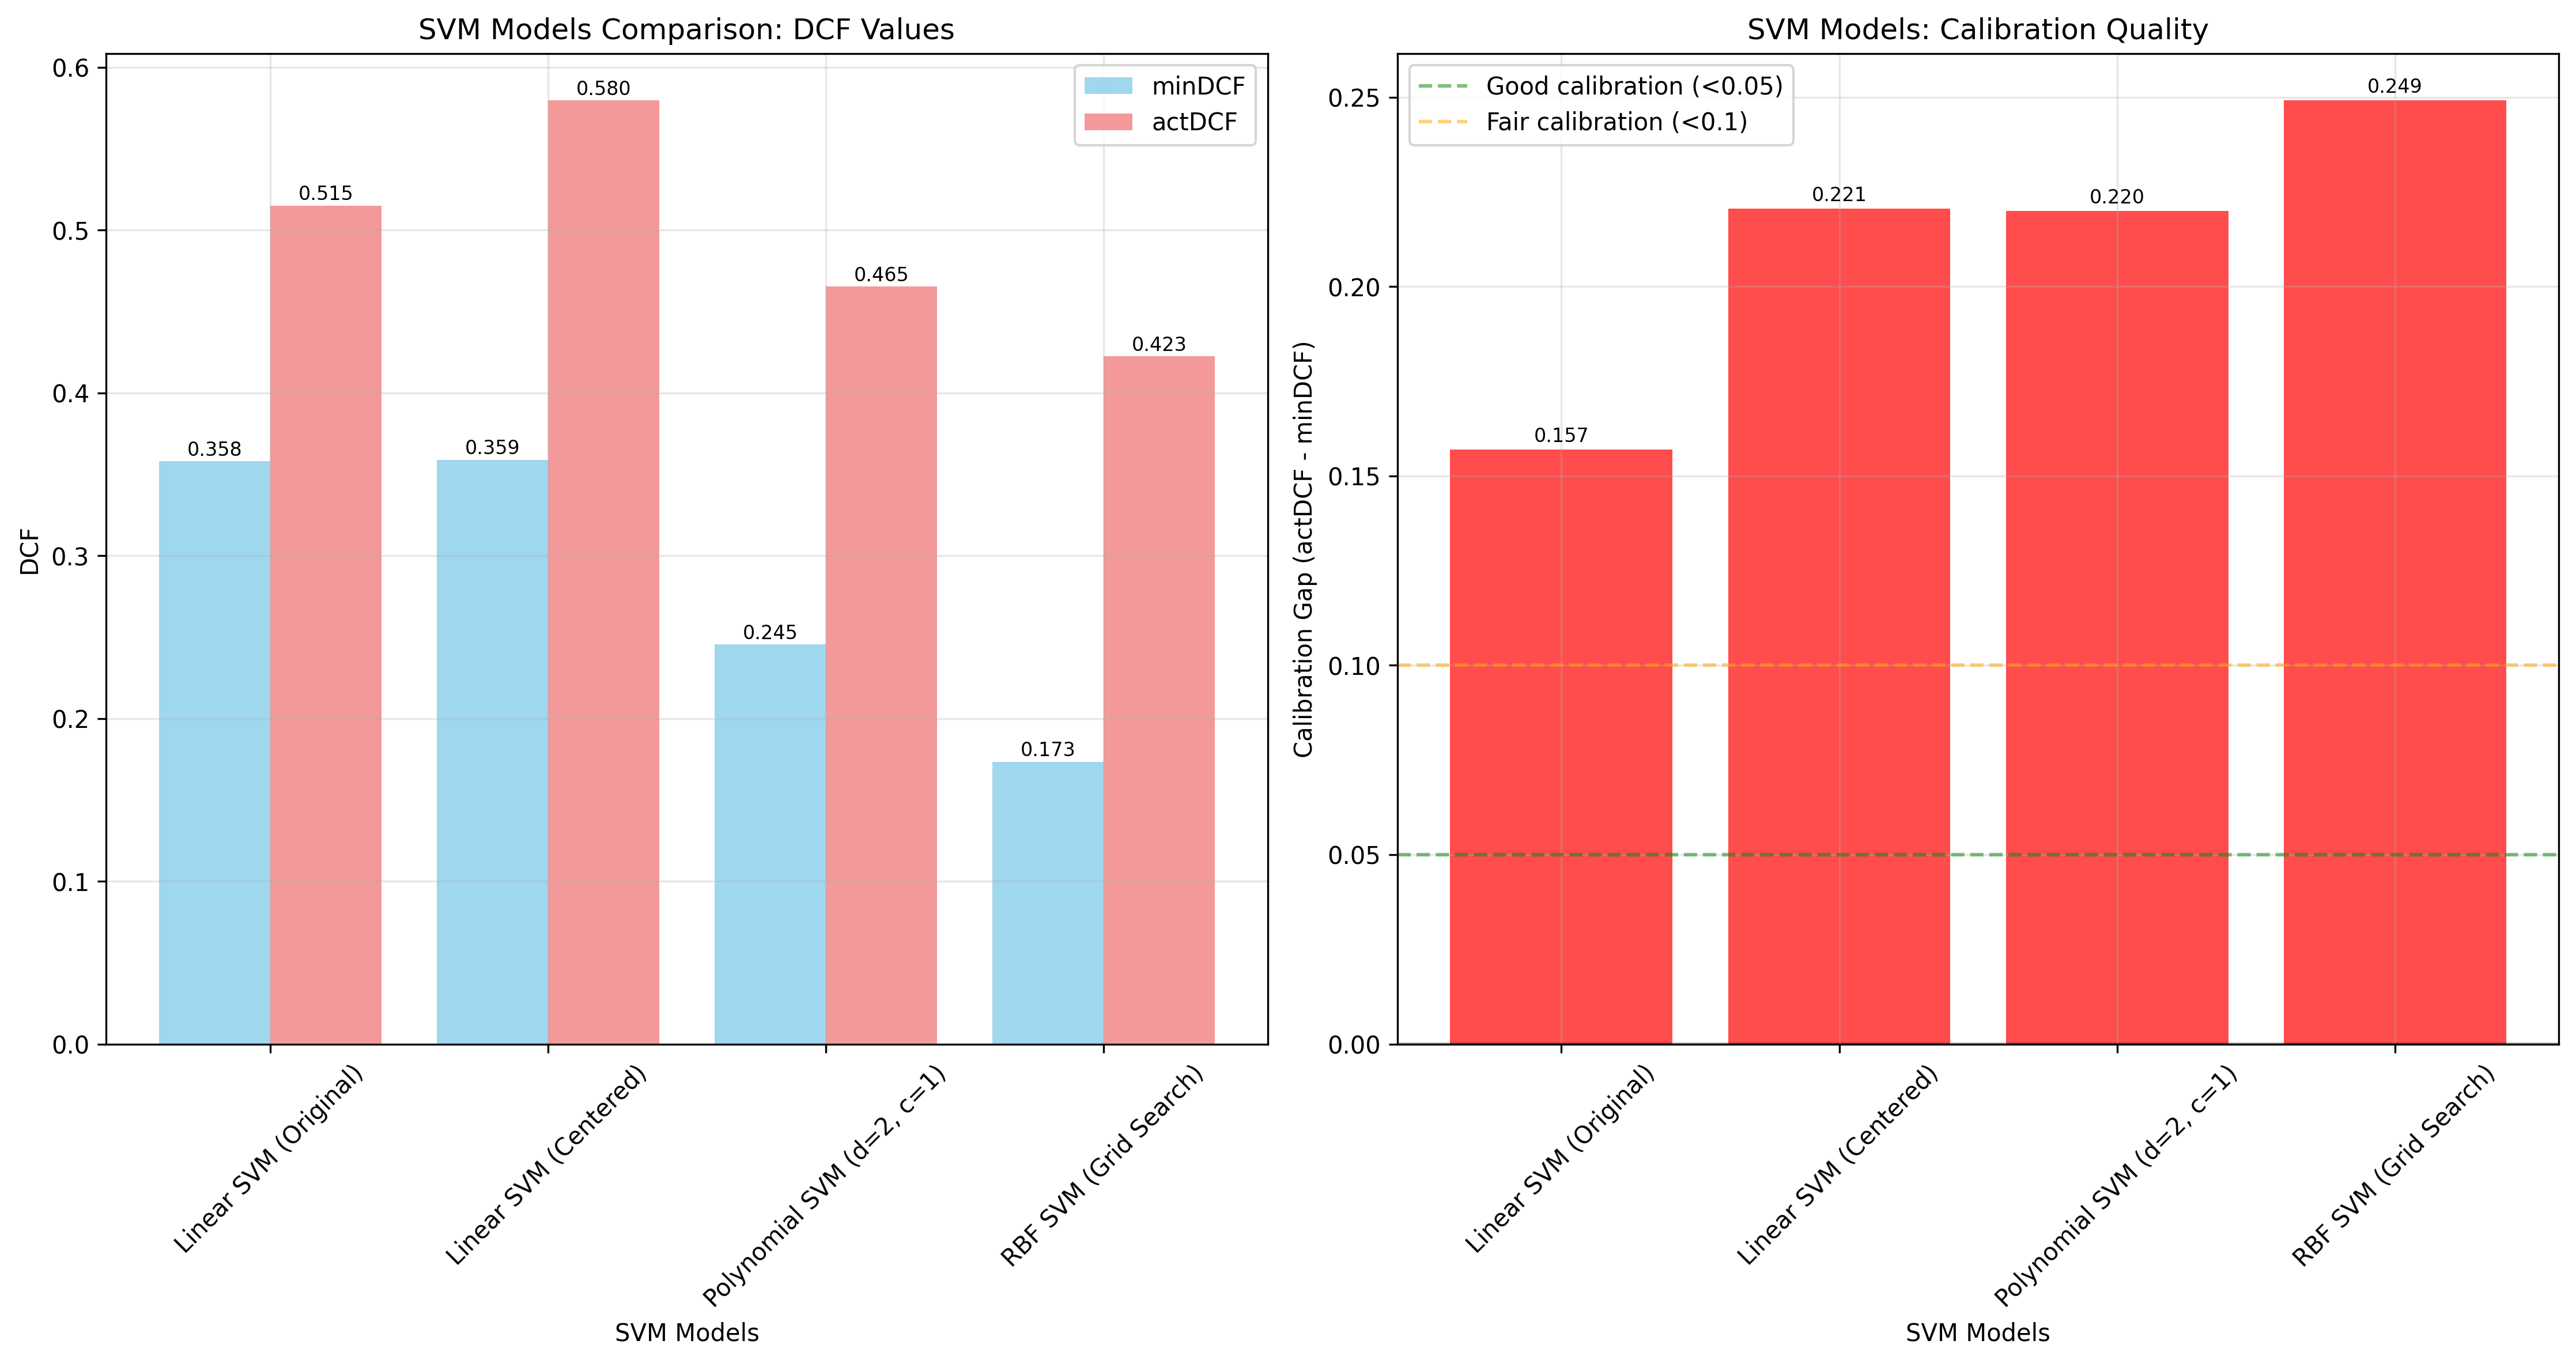 SVM Models Comparison: DCF Values
minDCF
actDCF
DCF
0.6
0.5
0.4
0.3
0.2
0.1
0.0
0.358
0.515
0.359
0.580
0.245
0.465
0.173
0.423
Linear SVM (Original)
Linear SVM (Centered)
Polynomial SVM (d=2, c=1)
RBF SVM (Grid Search)
SVM Models
SVM Models: Calibration Quality
Good calibration (<0.05)
Fair calibration (<0.1)
Calibration Gap (actDCF - minDCF)
0.25
0.20
0.15
0.10
0.05
0.00
0.157
0.221
0.220
0.249
Linear SVM (Original)
Linear SVM (Centered)
Polynomial SVM (d=2, c=1)
RBF SVM (Grid Search)
SVM Models